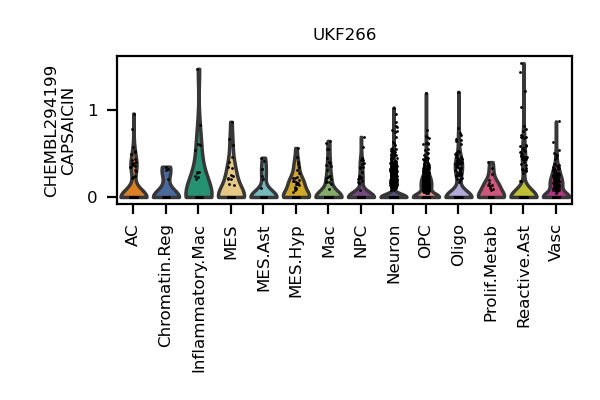 UKF266
CHEMBL294199
CAPSAICIN
1
0
AC
Chromatin.Reg
Inflammatory.Mac
MES
MES.Ast
MES.Hyp
Mac
NPC
Neuron
OPC
Oligo
Prolif.Metab
Reactive.Ast
Vasc